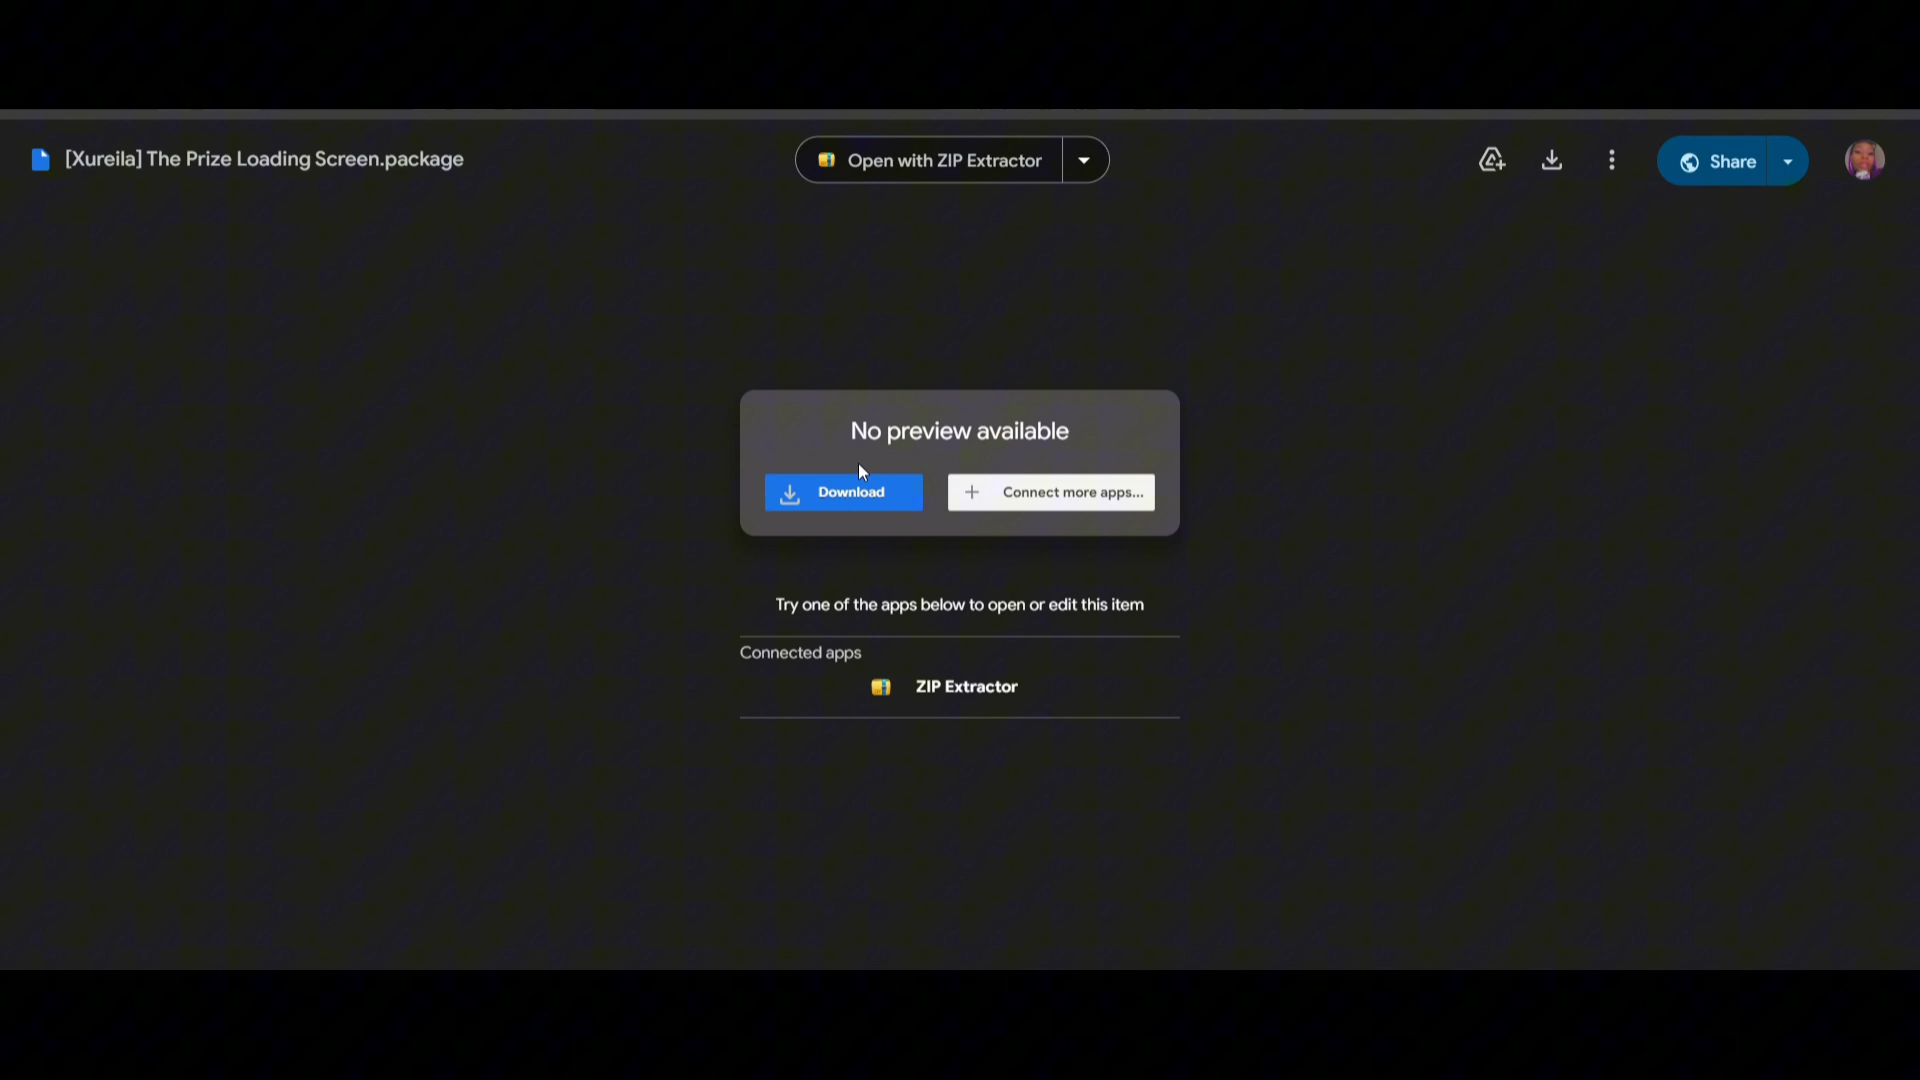 [Xureila] The Prize Loading Screen.package
Open with ZIP Extractor
Share
No preview available
Download
Connect more apps...
Try one of the apps below to open or edit this item
Connected apps
ZIP Extractor